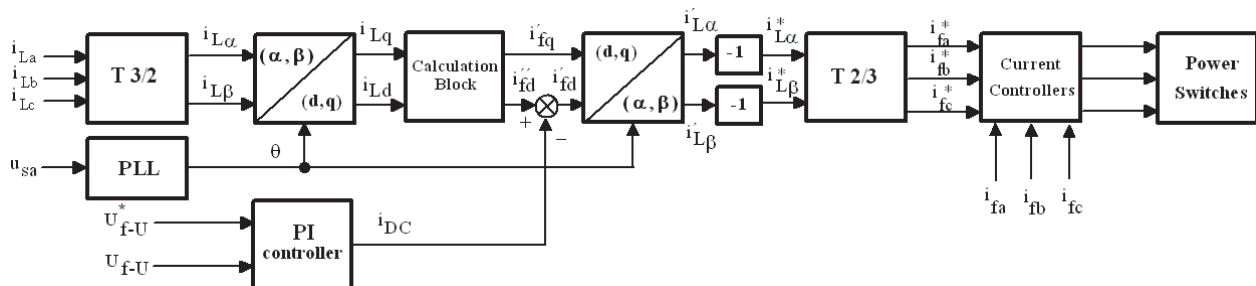 i_La
i_Lb
i_Lc
T 3/2
i_Lα
i_Lβ
(α, β)
(d,q)
i_Lq
i_Ld
Calculation
Block
i′_fq
i′′_fd
+
−
i′_fd
(d,q)
(α, β)
i′_Lα
i′_Lβ
-1
-1
i*_Lα
i*_Lβ
T 2/3
i*_fa
i*_fb
i*_fc
Current
Controllers
Power
Switches
i_fa
i_fb
i_fc
u_sa
PLL
θ
U*_f-U
U_f-U
PI
controller
i_DC